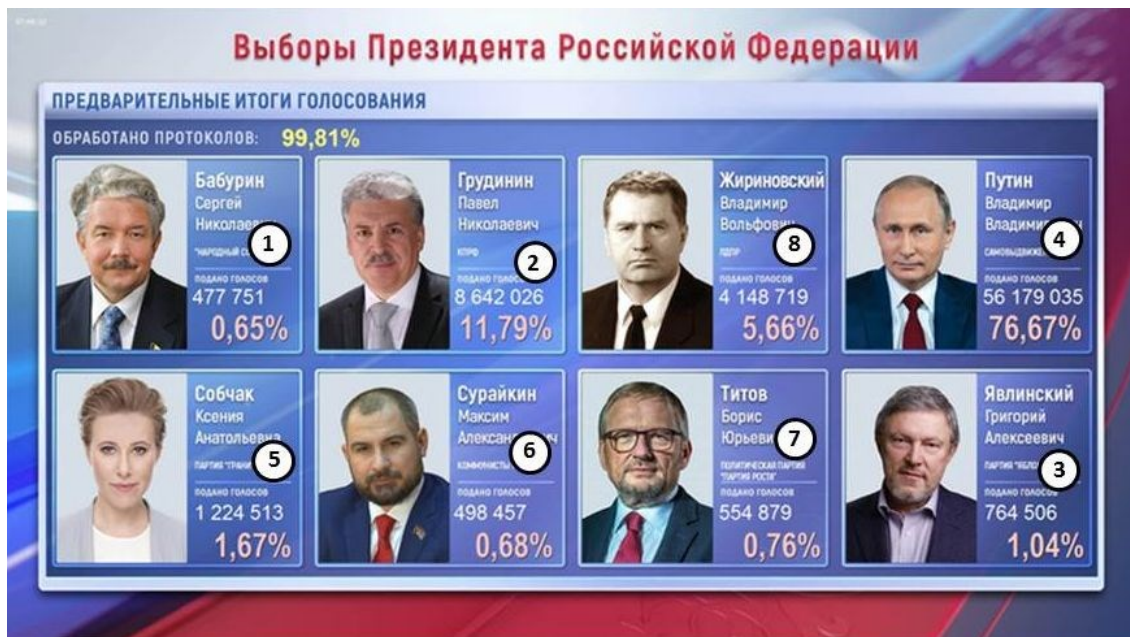 Выборы Президента Российской Федерации
ПРЕДВАРИТЕЛЬНЫЕ ИТОГИ ГОЛОСОВАНИЯ
ОБРАБОТАНО ПРОТОКОЛОВ: 99,81%
Бабурин
Сергей
1
ПОДАНО ГОЛОСОВ
477 751
0,65%
Грудинин
Павел
Николаевич
КПРФ
2
8 642 026
11,79%
Жириновский
Владимир
8
ЛДПР
ПОДАНО ГОЛОСОВ
4 148 719
5,66%
Путин
Владимир
4
ПОДАНО ГОЛОСОВ
56 179 035
76,67%
Собчак
Ксения
Анатольевна
5
ПАРТИЯ
ПОДАНО ГОЛОСОВ
1 224 513
1,67%
Сурайкин
Максим
6
КОММУНИСТЫ
ПОДАНО ГОЛОСОВ
498 457
0,68%
Титов
Борис
7
ПОЛИТИЧЕСКАЯ ПАРТИЯ
"ПАРТИЯ РОСТА"
ПОДАНО ГОЛОСОВ
554 879
0,76%
Явлинский
Григорий
Алексеевич
3
ПАРТИЯ
ПОДАНО
764 506
1,04%